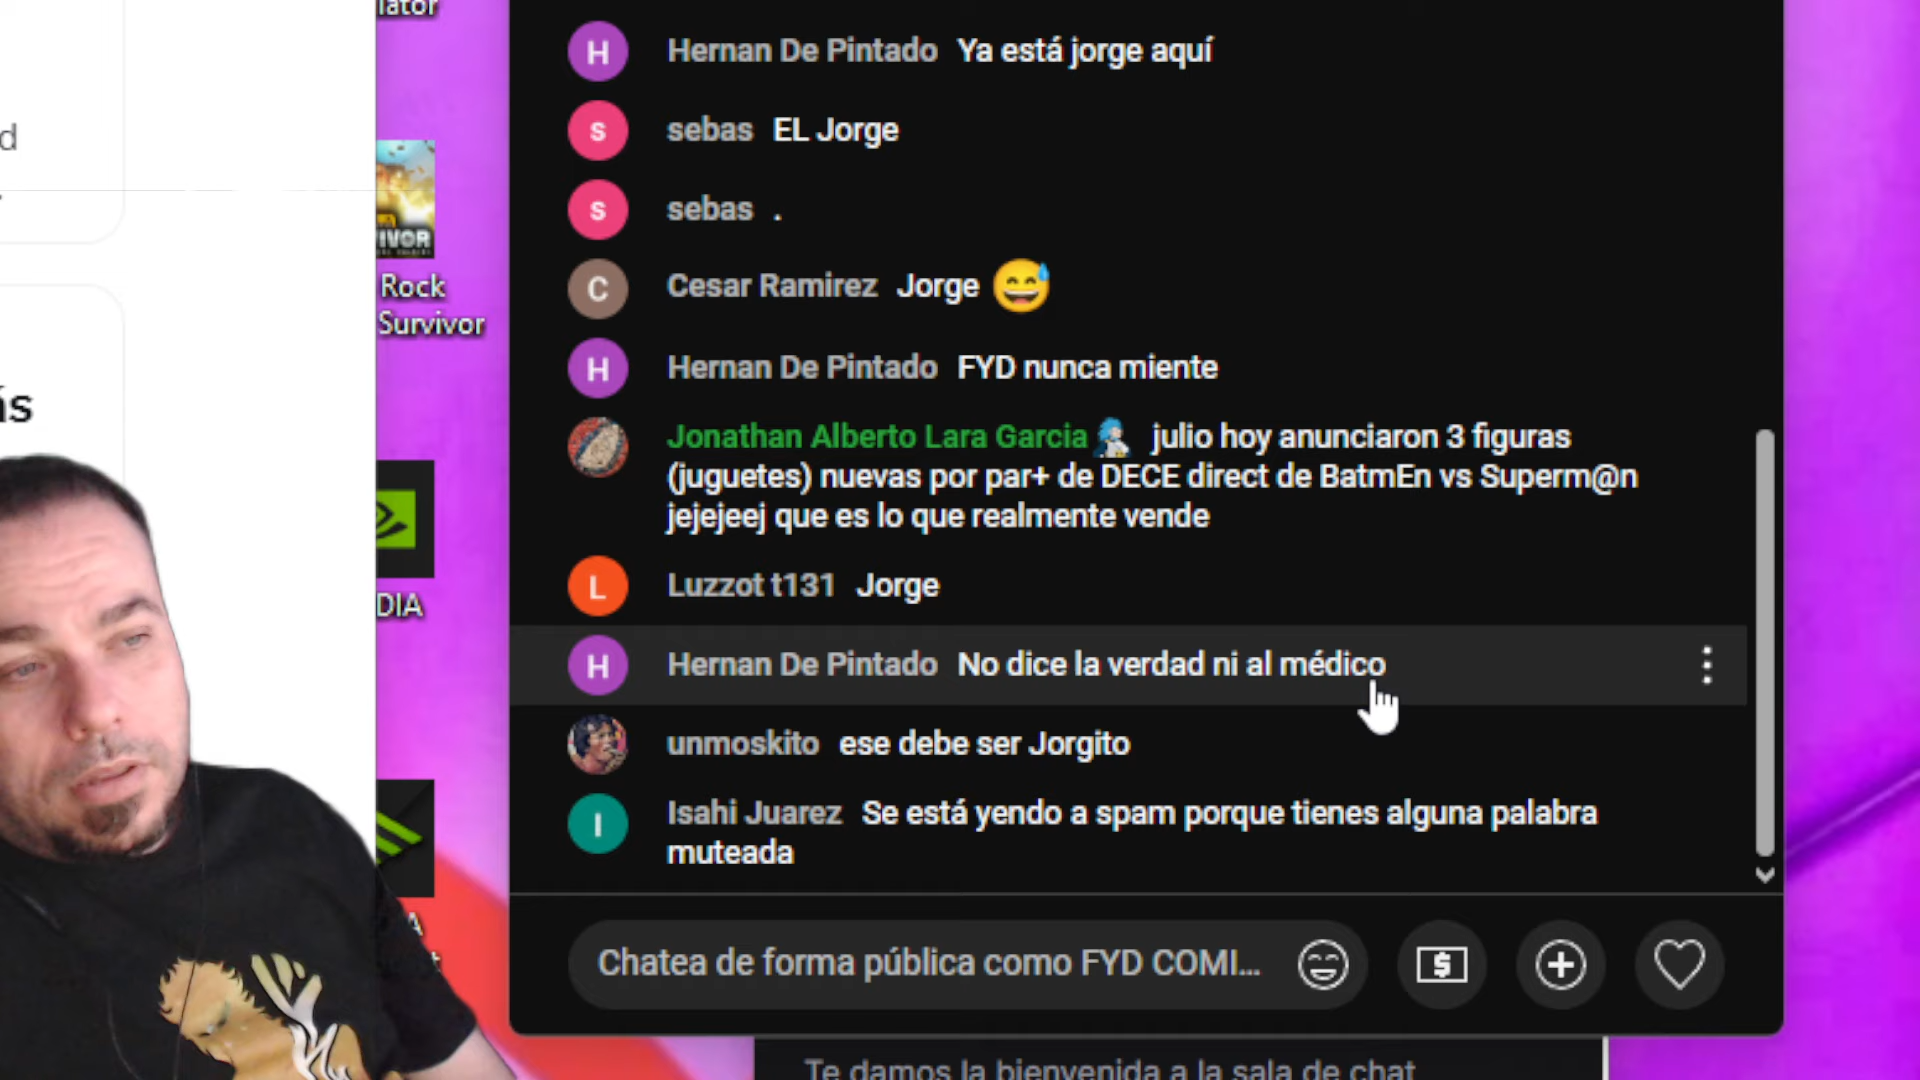 lator
Hernan De Pintado Ya está jorge aquí
sebas EL Jorge
d
sebas .
IVOR
Rock
Survivor
Cesar Ramirez Jorge 😅
Hernan De Pintado FYD nunca miente
ás
Jonathan Alberto Lara Garcia julio hoy anunciaron 3 figuras
(juguetes) nuevas por par+ de DECE direct de BatmEn vs Superm@n
jejejeej que es lo que realmente vende
Luzzot t131 Jorge
DIA
Hernan De Pintado No dice la verdad ni al médico
unmoskito ese debe ser Jorgito
Isahi Juarez Se está yendo a spam porque tienes alguna palabra
muteada
Chatea de forma pública como FYD COMI...
Te damos la bienvenida a la sala de chat